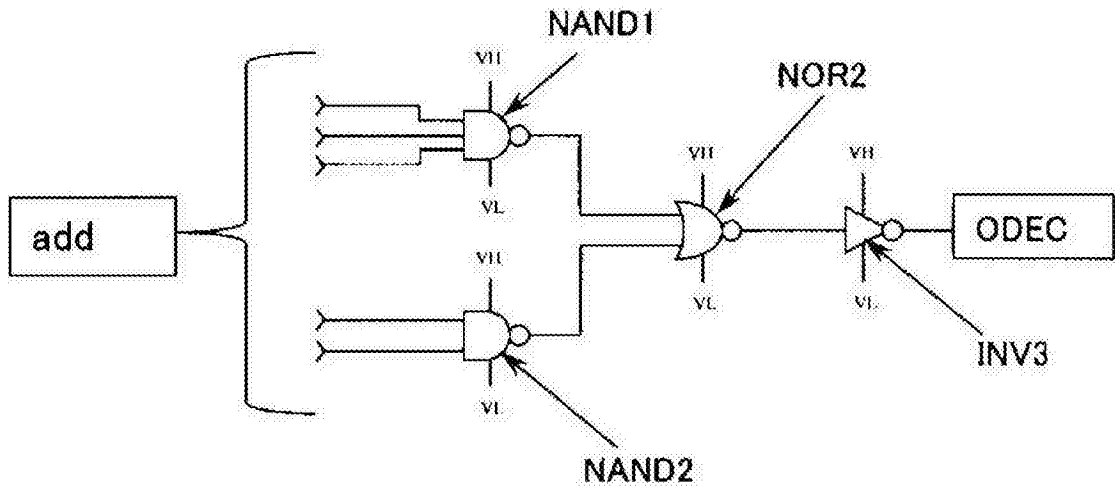 NAND1
VH
NOR2
VL
VH
VH
add
ODEC
VH
VL
VL
INV3
VL
NAND2